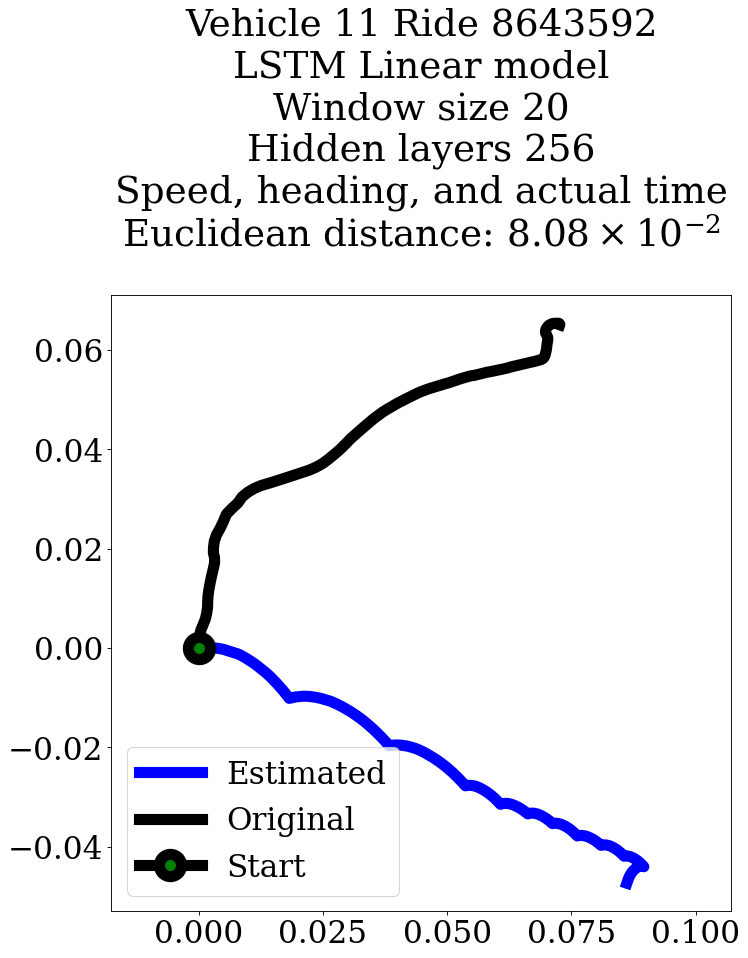 Vehicle 11 Ride 8643592
LSTM Linear model
Window size 20
Hidden layers 256
Speed, heading, and actual time
Euclidean distance: 8.08 × 10⁻²
0.06
0.04
0.02
0.00
−0.02
−0.04
Estimated
Original
Start
0.000 0.025 0.050 0.075 0.100